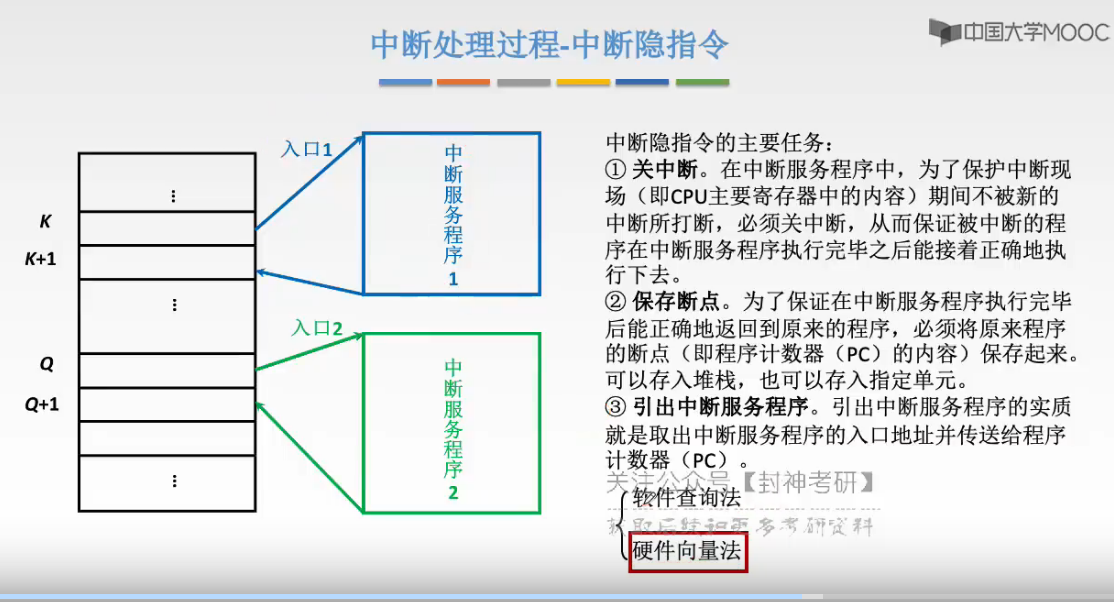 中断处理过程-中断隐指令
中国大学MOOC
入口1
中断服务程序1
K
K+1
入口2
中断服务程序2
Q
Q+1
中断隐指令的主要任务：
① 关中断。在中断服务程序中，为了保护中断现
场（即CPU主要寄存器中的内容）期间不被新的
中断所打断，必须关中断，从而保证被中断的程
序在中断服务程序执行完毕之后能接着正确地执
行下去。
② 保存断点。为了保证在中断服务程序执行完毕
后能正确地返回到原来的程序，必须将原来程序
的断点（即程序计数器（PC）的内容）保存起来。
可以存入堆栈，也可以存入指定单元。
③ 引出中断服务程序。引出中断服务程序的实质
就是取出中断服务程序的入口地址并传送给程序
计数器（PC）。
关注公众号【封神考研】
软件查询法
获取后续和更多考研资料
硬件向量法